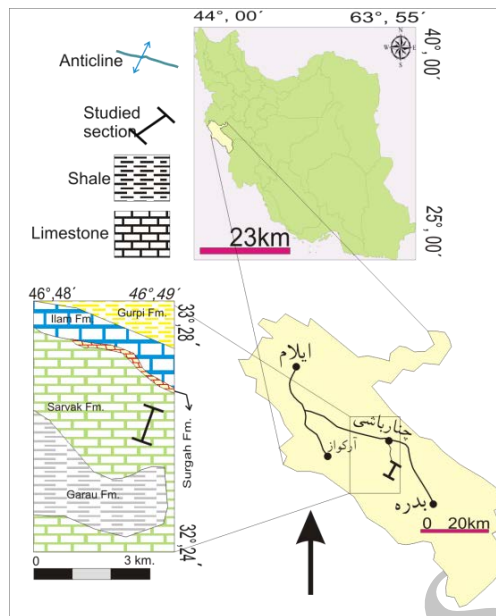 44°, 00′
63°, 55′
40°, 00′
25°, 00′
23km
Anticline
Studied
section
Shale
Limestone
46°,48′
46°,49′
33°, 28′
32°, 24′
Ilam Fm.
Gurpi Fm.
Sarvak Fm.
Surgah Fm.
Garau Fm.
0
3 km.
ایلام
چنارباشی
آرکواز
بدره
0 20km